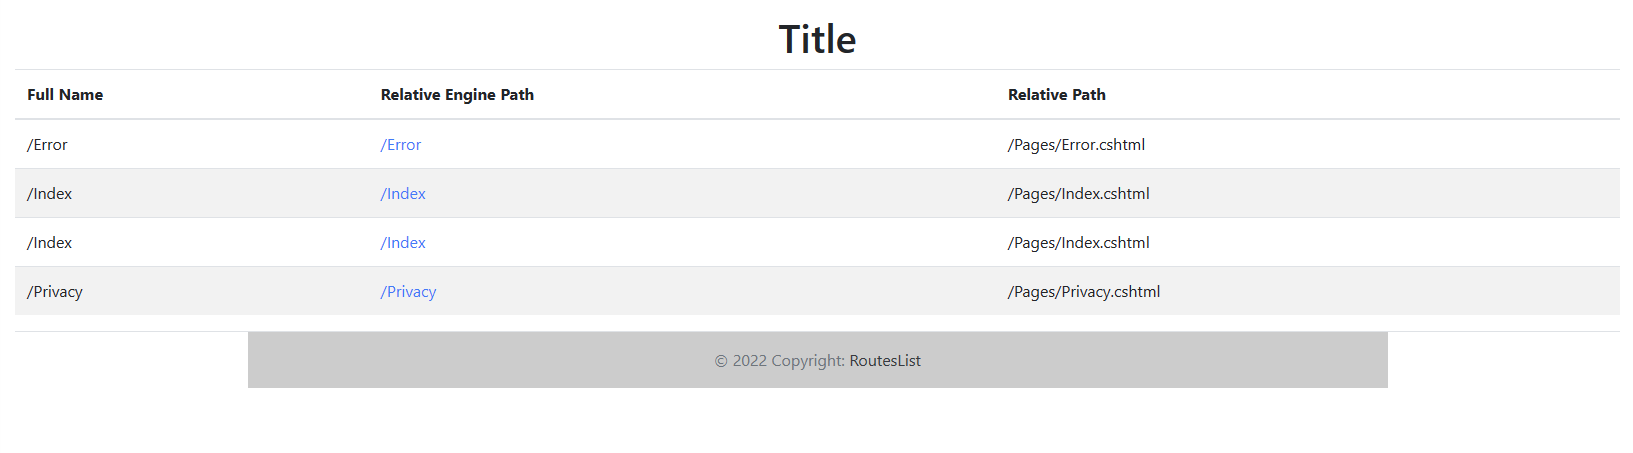 Title
Full Name Relative Engine Path Relative Path
/Error /Error /Pages/Error.cshtml
/Index /Index /Pages/Index.cshtml
/Index /Index /Pages/Index.cshtml
/Privacy /Privacy /Pages/Privacy.cshtml
© 2022 Copyright: RoutesList